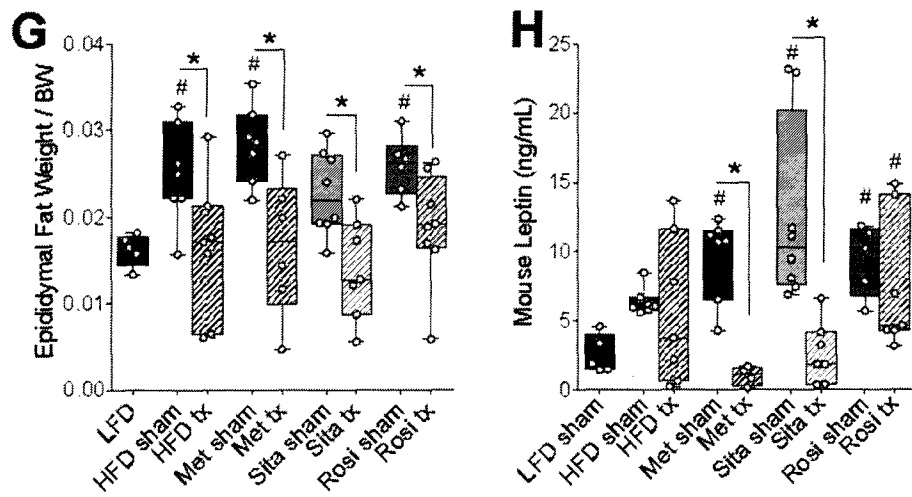 G
Epididymal Fat Weight / BW
0.04
0.03
0.02
0.01
0.00
# * # * * # *
LFD
HFD sham
HFD tx
Met sham
Met tx
Sita sham
Sita tx
Rosi sham
Rosi tx
H
Mouse Leptin (ng/mL)
25
20
15
10
5
0
# * # * # #
LFD sham
HFD sham
HFD tx
Met sham
Met tx
Sita sham
Sita tx
Rosi sham
Rosi tx